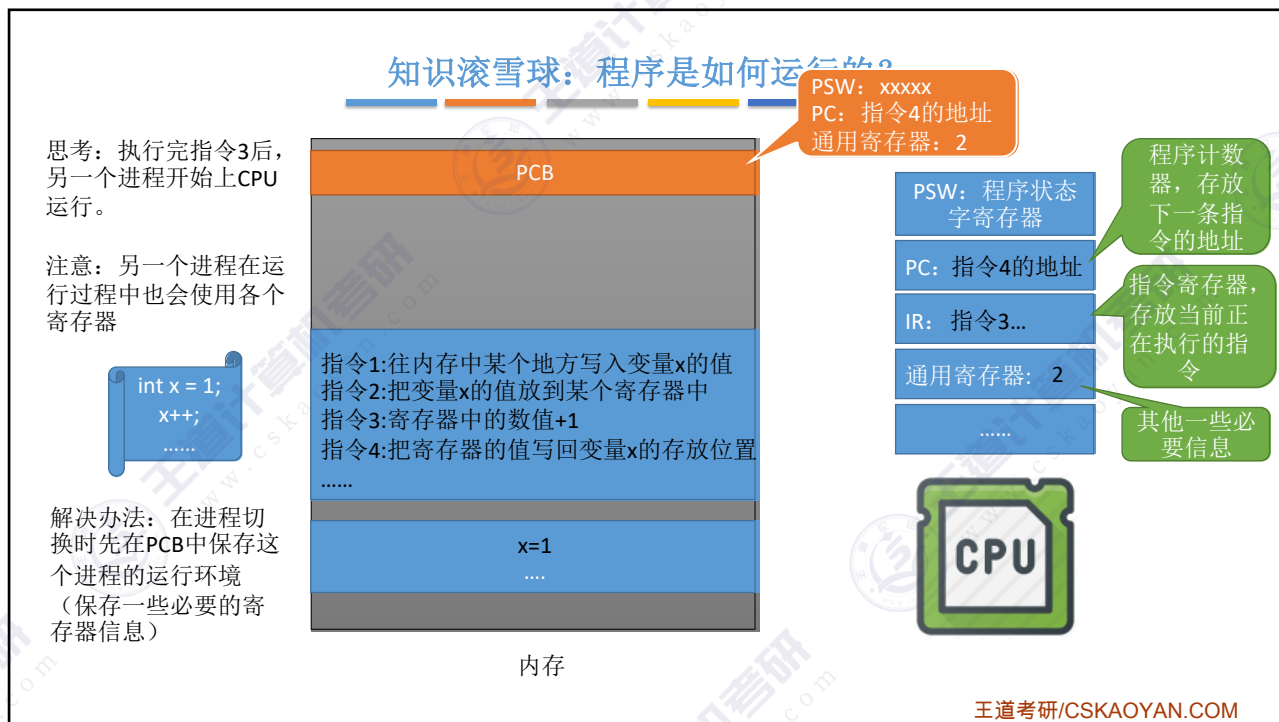 知识滚雪球：程序是如何运行的？
PSW：xxxxx
PC：指令4的地址
通用寄存器：2
思考：执行完指令3后，
另一个进程开始上CPU
运行。
注意：另一个进程在运
行过程中也会使用各个
寄存器
int x = 1;
x++;
……
解决办法：在进程切
换时先在PCB中保存这
个进程的运行环境
（保存一些必要的寄
存器信息）
PCB
指令1:往内存中某个地方写入变量x的值
指令2:把变量x的值放到某个寄存器中
指令3:寄存器中的数值+1
指令4:把寄存器的值写回变量x的存放位置
……
x=1
....
内存
PSW：程序状态
字寄存器
PC：指令4的地址
IR： 指令3...
通用寄存器: 2
……
程序计数
器，存放
下一条指
令的地址
指令寄存器，
存放当前正
在执行的指
令
其他一些必
要信息
CPU
王道考研/CSKAOYAN.COM
王道计算机考研
www.cskaoyan.com